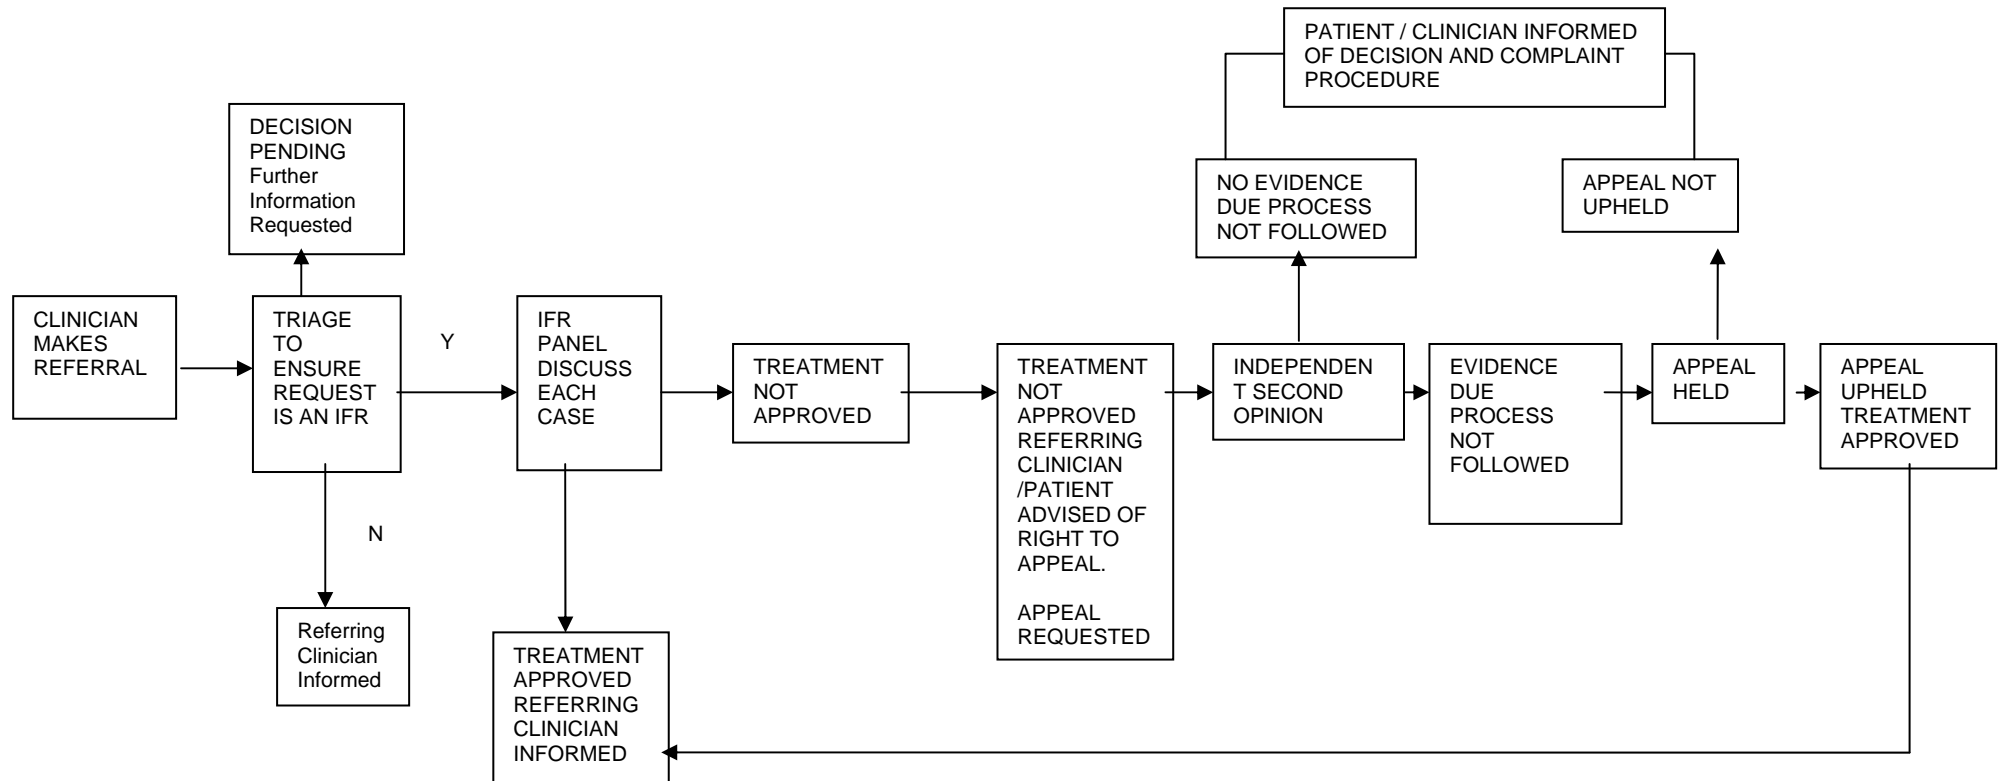 PATIENT / CLINICIAN INFORMED
OF DECISION AND COMPLAINT
PROCEDURE
DECISION
PENDING
Further
Information
Requested
NO EVIDENCE
DUE PROCESS
NOT FOLLOWED
APPEAL NOT
UPHELD
CLINICIAN
MAKES
REFERRAL
TRIAGE
TO
ENSURE
REQUEST
IS AN IFR
Y
IFR
PANEL
DISCUSS
EACH
CASE
TREATMENT
NOT
APPROVED
TREATMENT
NOT
APPROVED
REFERRING
CLINICIAN
/PATIENT
ADVISED OF
RIGHT TO
APPEAL.
APPEAL
REQUESTED
INDEPENDEN
T SECOND
OPINION
EVIDENCE
DUE
PROCESS
NOT
FOLLOWED
APPEAL
HELD
APPEAL
UPHELD
TREATMENT
APPROVED
N
Referring
Clinician
Informed
TREATMENT
APPROVED
REFERRING
CLINICIAN
INFORMED